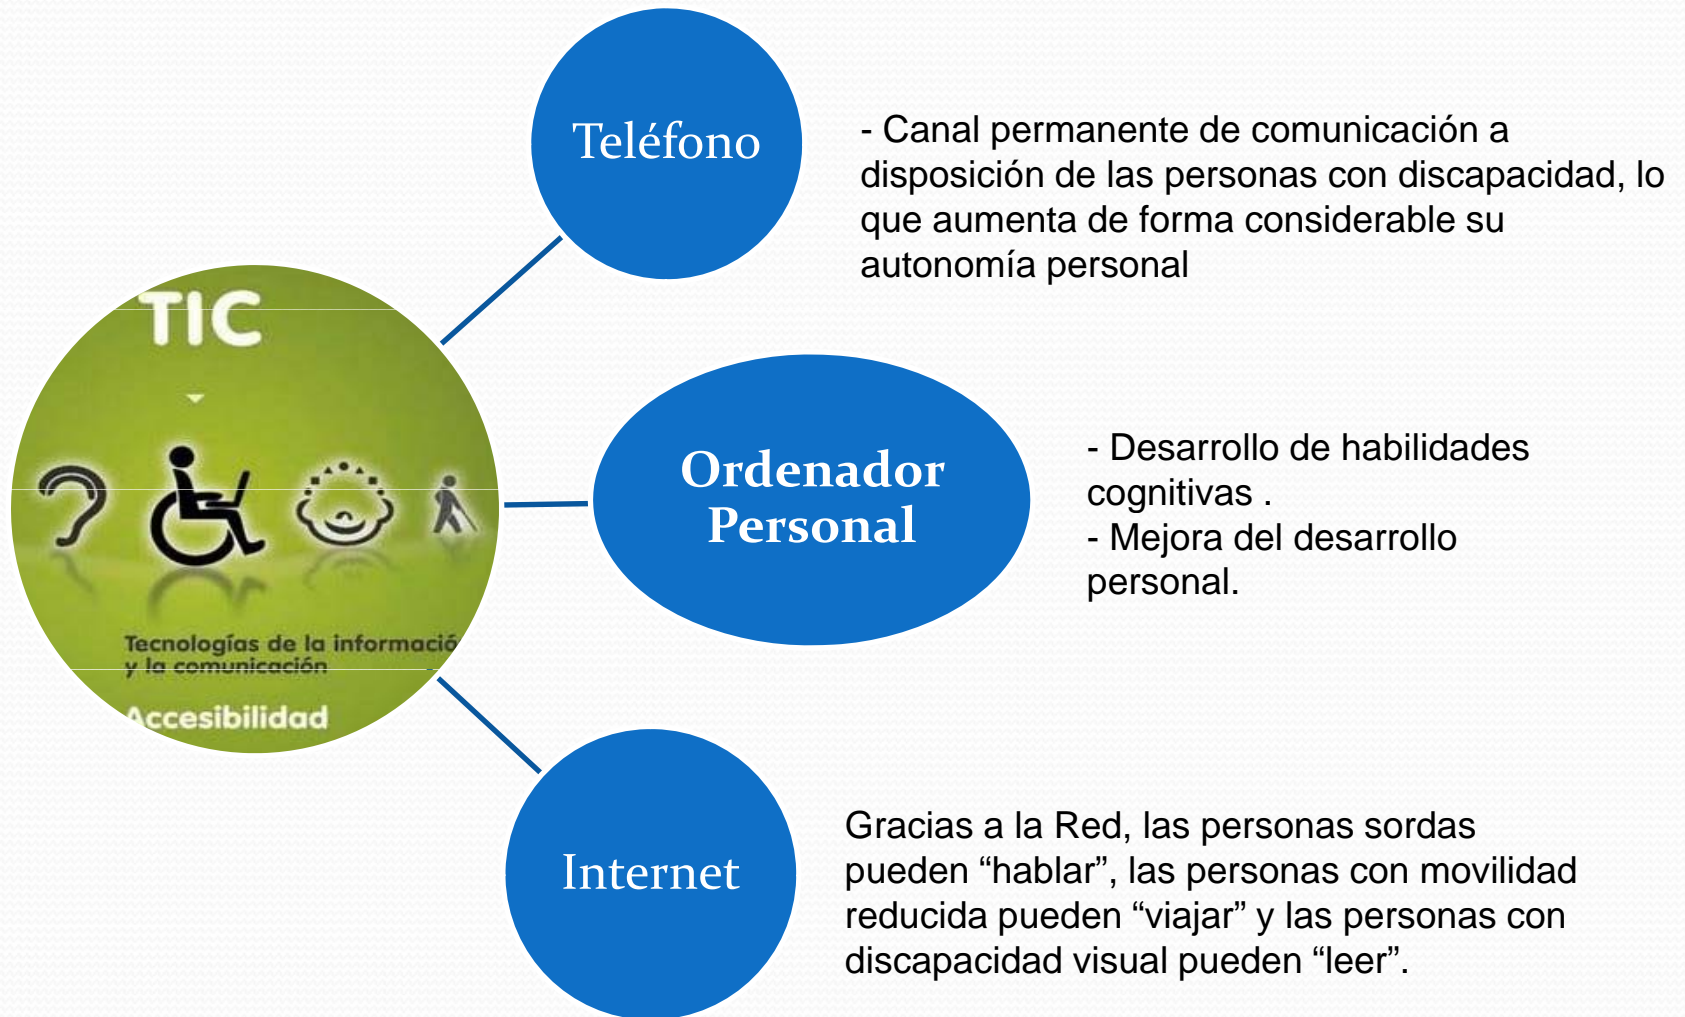 Teléfono
- Canal permanente de comunicación a
disposición de las personas con discapacidad, lo
que aumenta de forma considerable su
autonomía personal
TIC
Tecnologías de la informació
y la comunicación
Accesibilidad
Ordenador
Personal
- Desarrollo de habilidades
cognitivas .
- Mejora del desarrollo
personal.
Internet
Gracias a la Red, las personas sordas
pueden “hablar”, las personas con movilidad
reducida pueden “viajar” y las personas con
discapacidad visual pueden “leer”.